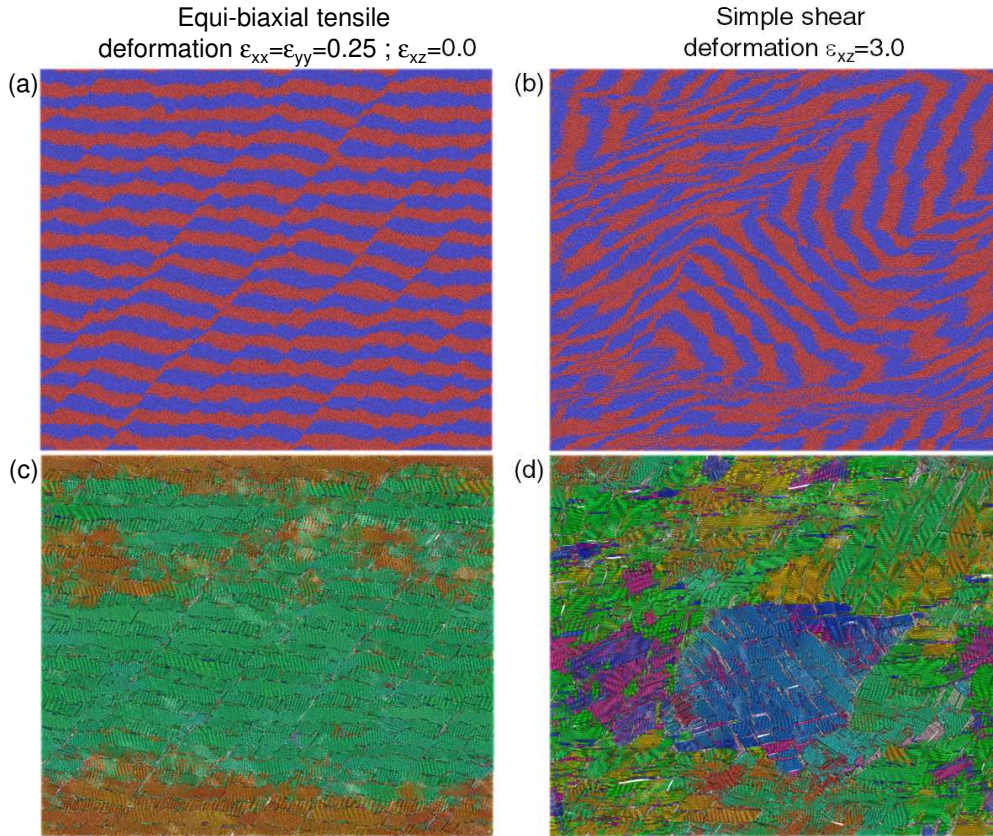 Equi-biaxial tensile
deformation εxx=εyy=0.25 ; εxz=0.0
Simple shear
deformation εxz=3.0
(a)
(b)
(c)
(d)